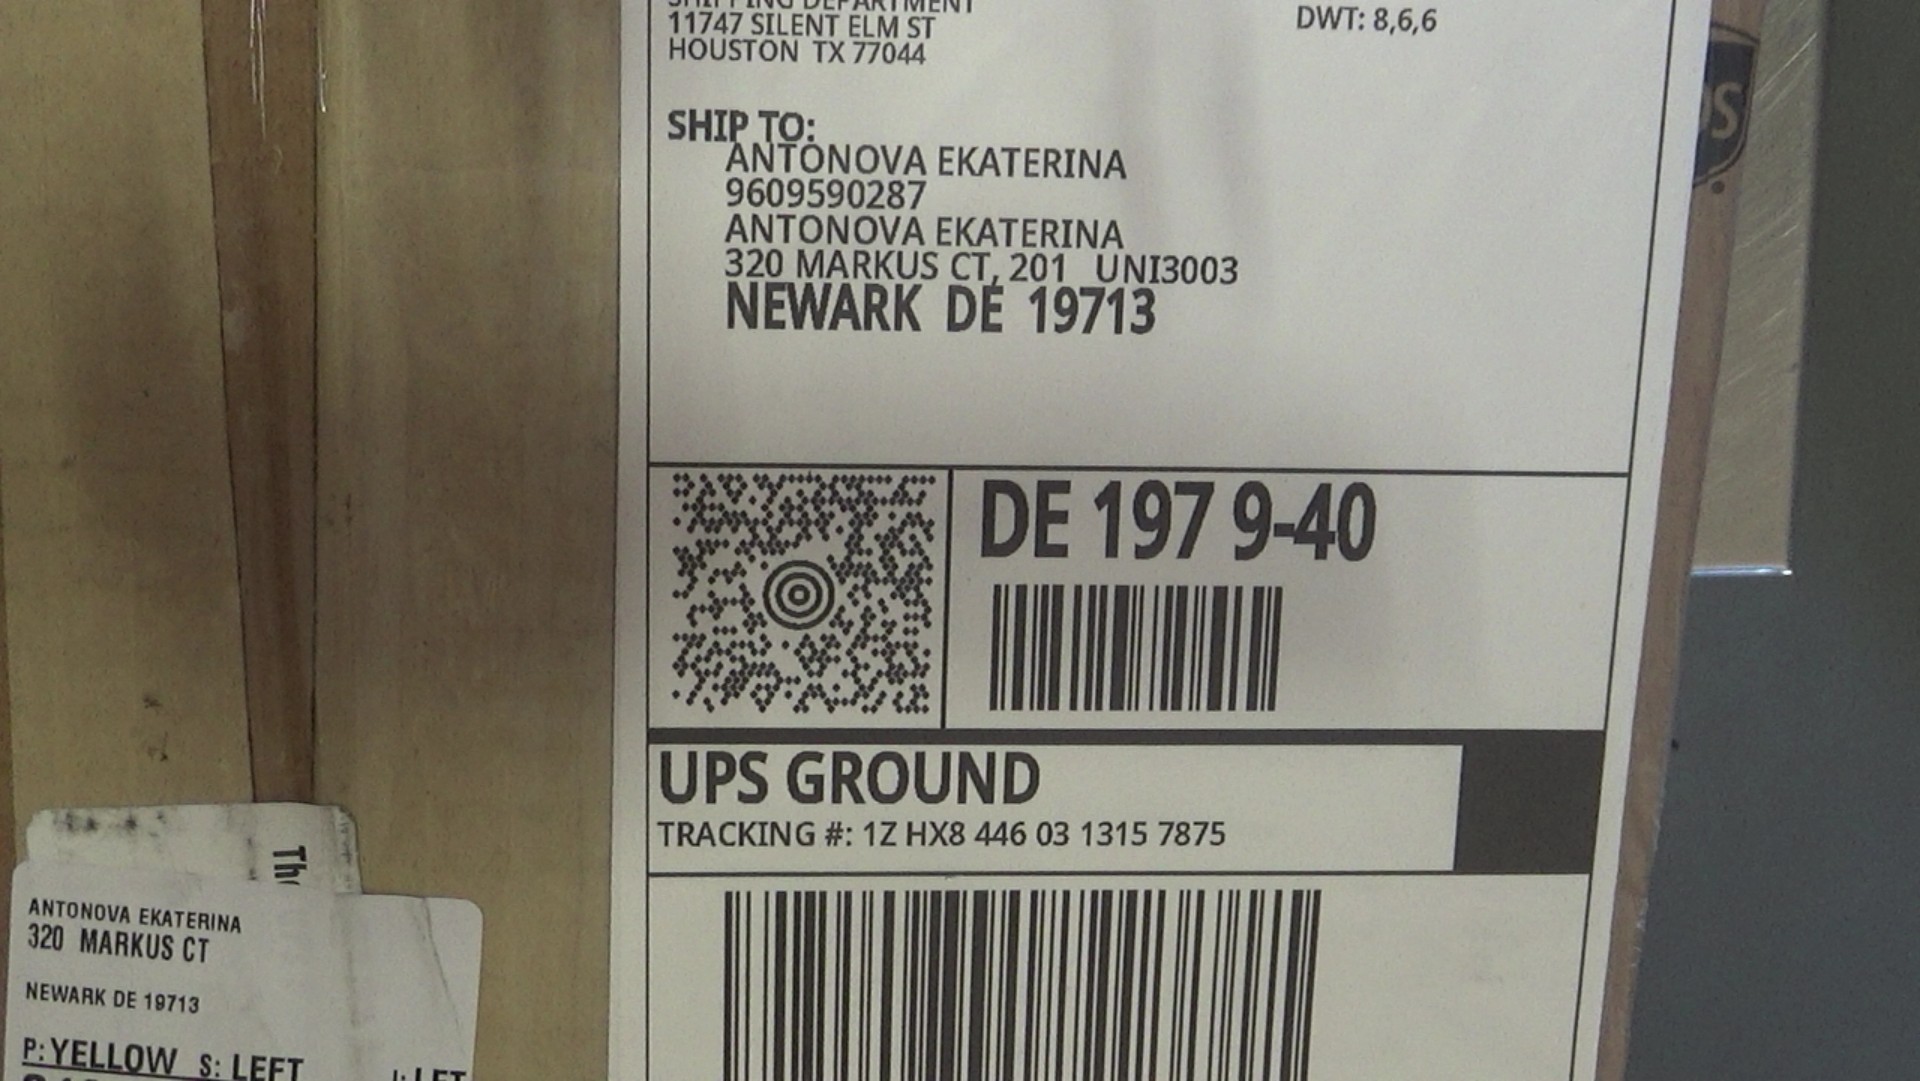 SHIPPING DEPARTMENT
11747 SILENT ELM ST
HOUSTON TX 77044
DWT: 8,6,6
SHIP TO:
ANTONOVA EKATERINA
9609590287
ANTONOVA EKATERINA
320 MARKUS CT, 201 UNI3003
NEWARK DE 19713
DE 197 9-40
UPS GROUND
TRACKING #: 1Z HX8 446 03 1315 7875
ANTONOVA EKATERINA
320 MARKUS CT
NEWARK DE 19713
P: YELLOW S: LEFT